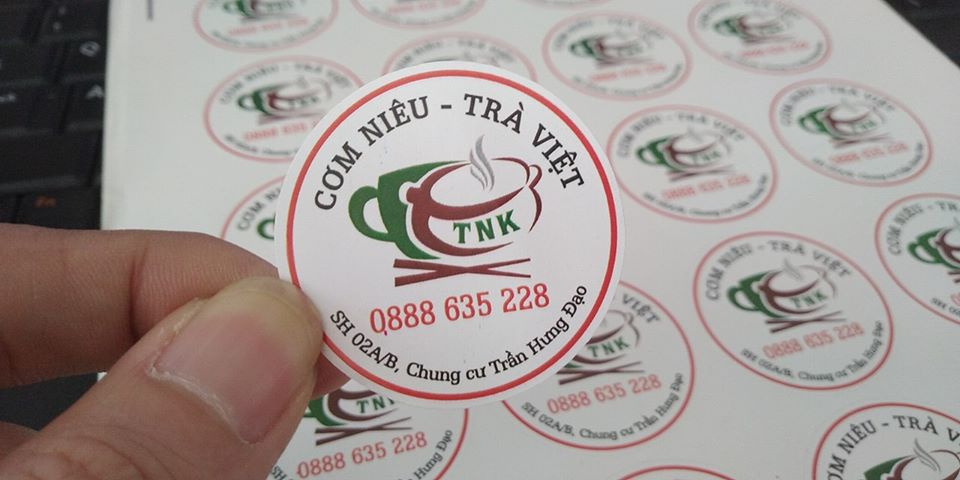 CƠM NIÊU - TRÀ VIỆT
TNK
0888 635 228
SH 02A/B, Chung cư Trần Hưng Đạo